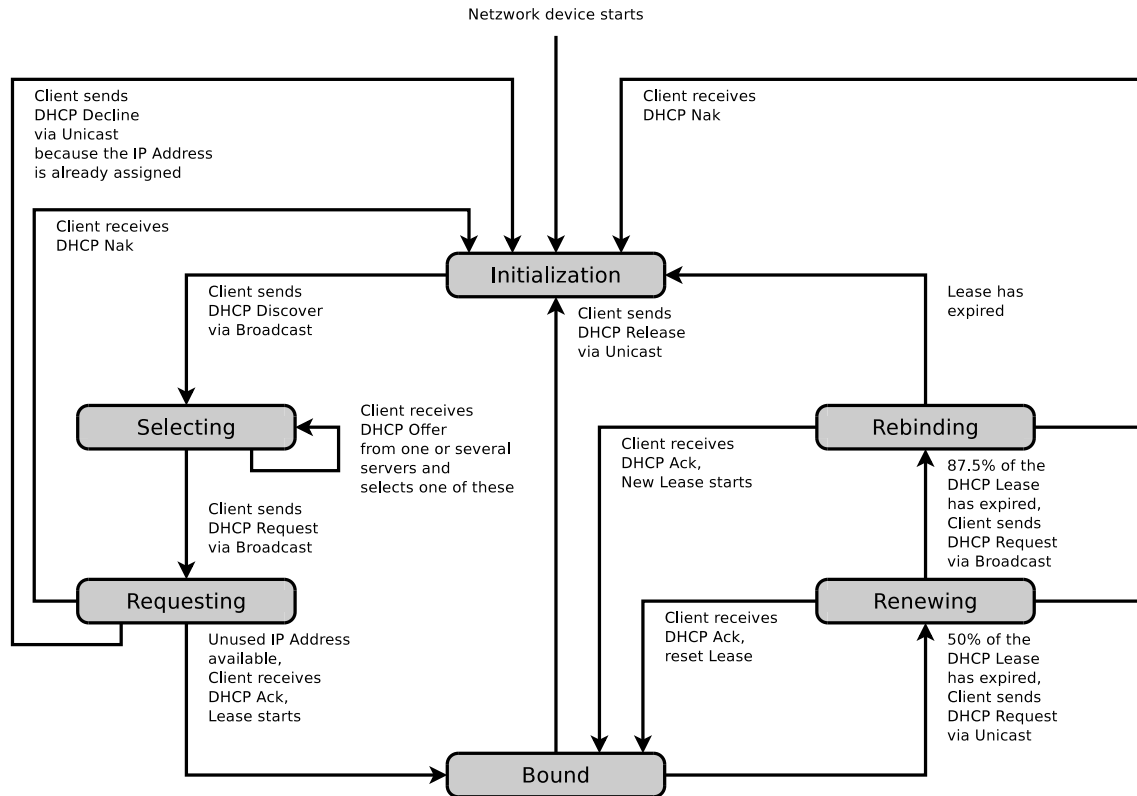 Netzwork device starts
Client sends
DHCP Decline
via Unicast
because the IP Address
is already assigned
Client receives
DHCP Nak
Client receives
DHCP Nak
Initialization
Client sends
DHCP Discover
via Broadcast
Client sends
DHCP Release
via Unicast
Lease has
expired
Selecting
Client receives
DHCP Offer
from one or several
servers and
selects one of these
Rebinding
Client receives
DHCP Ack,
New Lease starts
87.5% of the
DHCP Lease
has expired,
Client sends
DHCP Request
via Broadcast
Client sends
DHCP Request
via Broadcast
Requesting
Renewing
Unused IP Address
available,
Client receives
DHCP Ack,
Lease starts
Client receives
DHCP Ack,
reset Lease
50% of the
DHCP Lease
has expired,
Client sends
DHCP Request
via Unicast
Bound